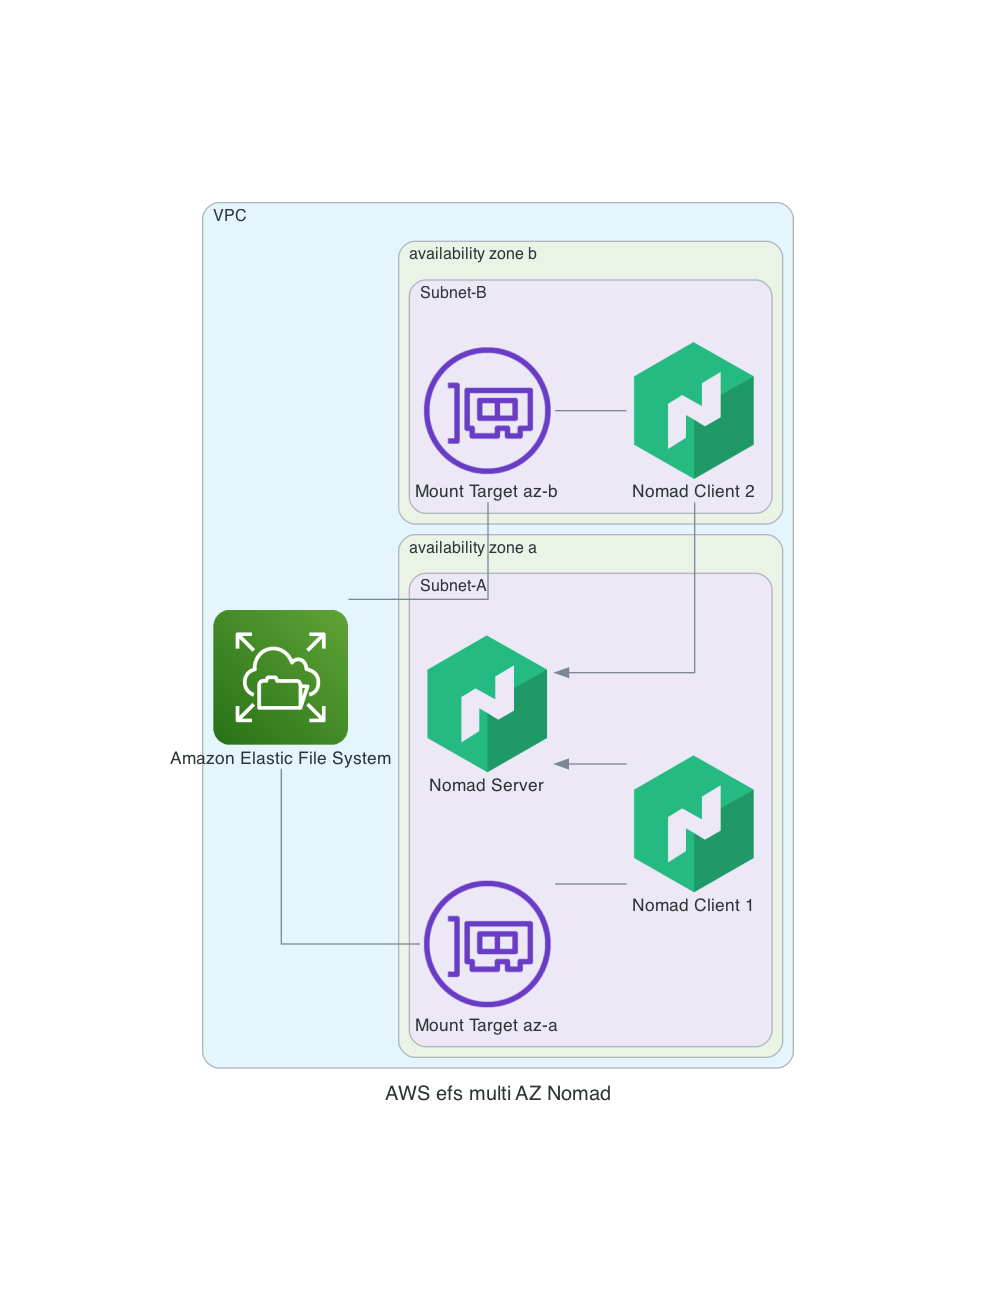 VPC
availability zone b
Subnet-B
Mount Target az-b
Nomad Client 2
availability zone a
Subnet-A
Amazon Elastic File System
Nomad Server
Nomad Client 1
Mount Target az-a
AWS efs multi AZ Nomad